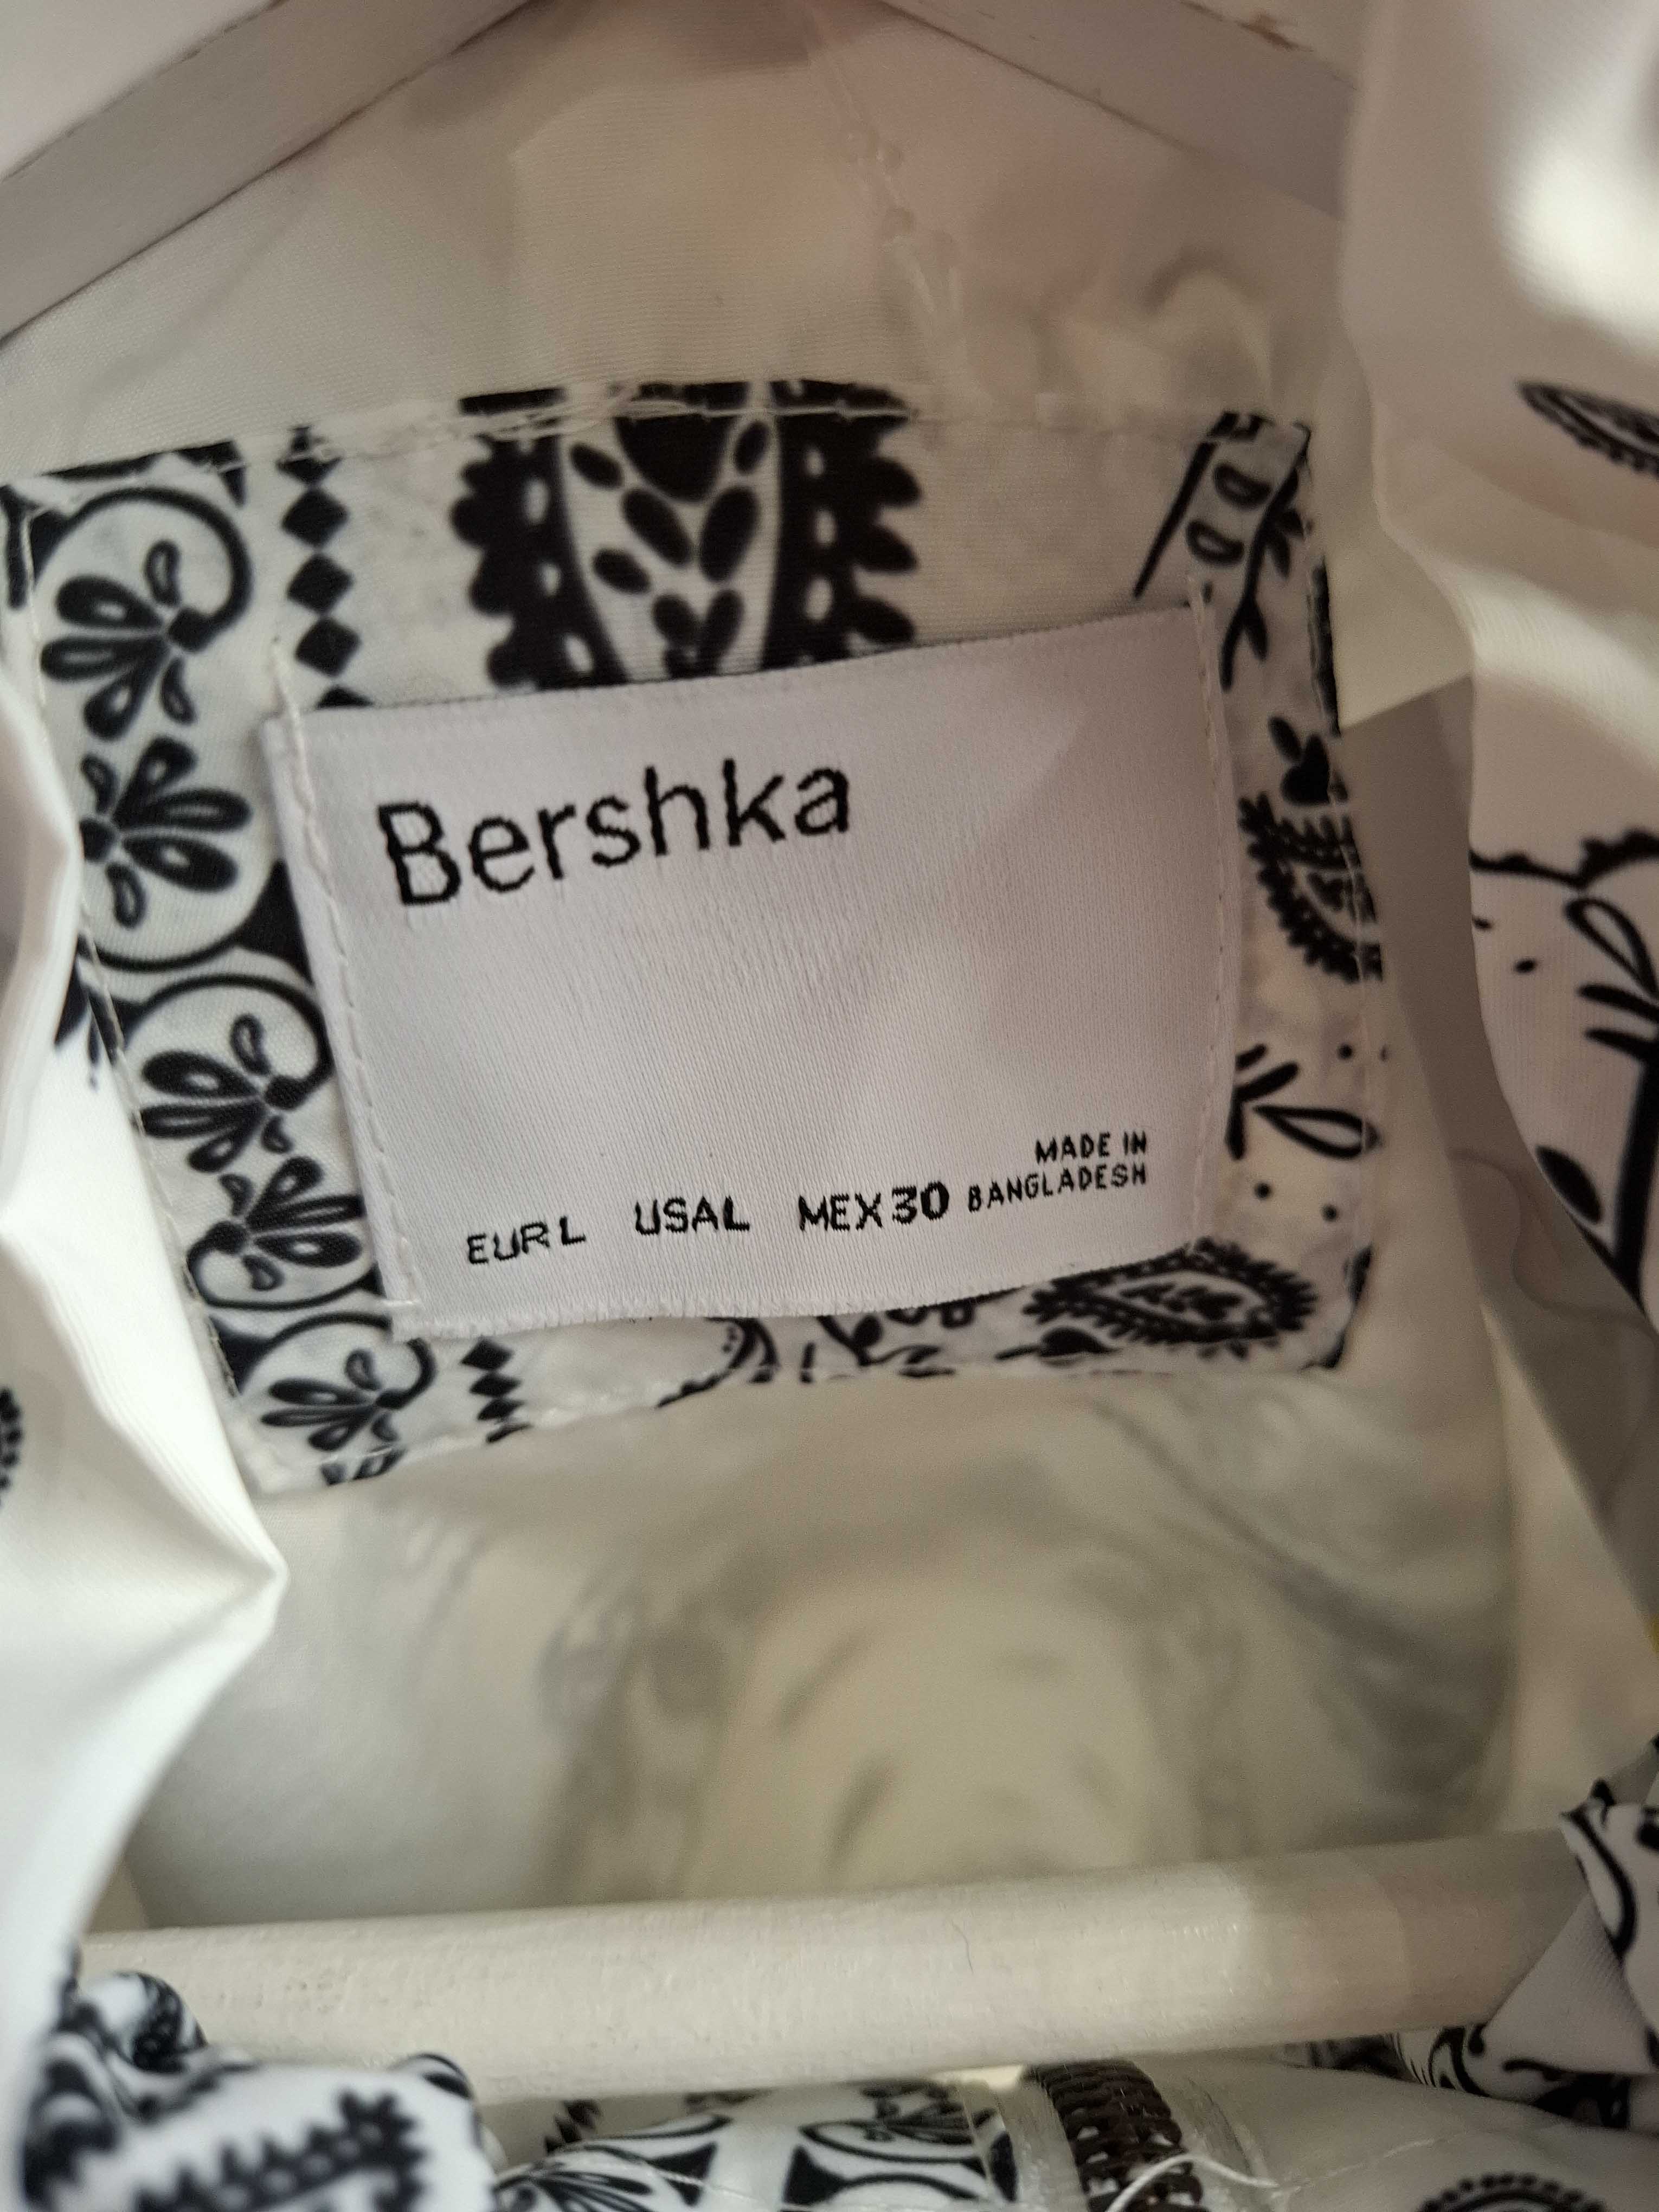 Bershka
MADE IN
EUR L USA L MEX 30 BANGLADESH